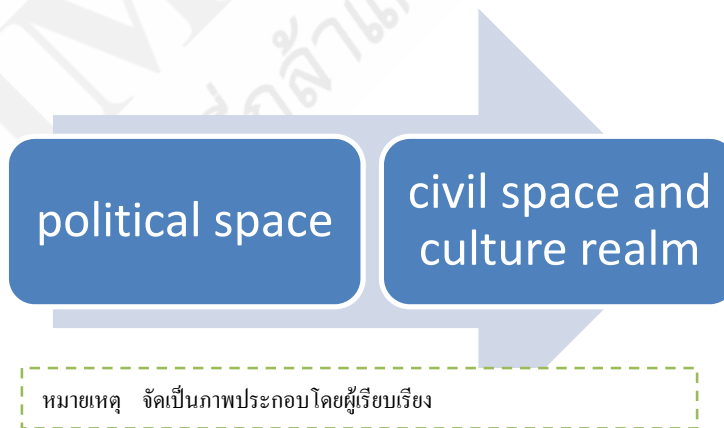 political space
civil space and
culture realm
หมายเหตุ จัดเป็นภาพประกอบโดยผู้เรียบเรียง